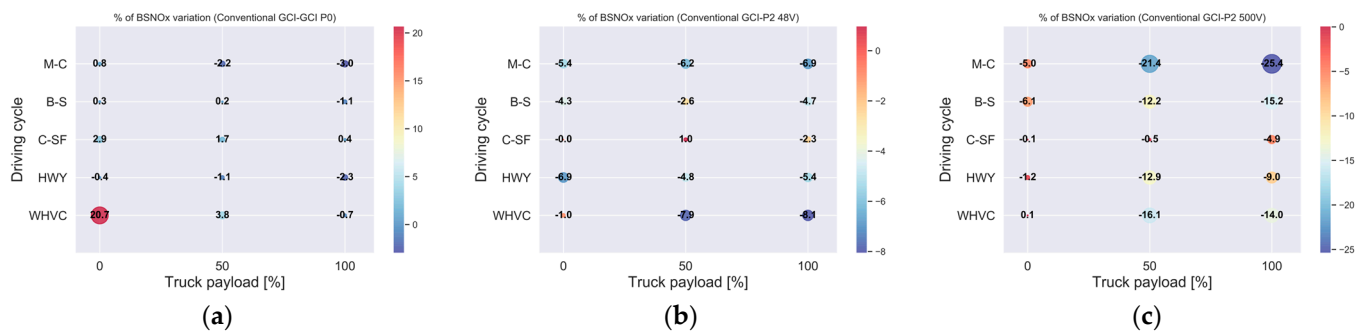 % of BSNOx variation (Conventional GCI-GCI P0)
Driving cycle
M-C 0.8 -2.2 -3.0
B-S 0.3 0.2 -1.1
C-SF 2.9 1.7 0.4
HWY -0.4 -1.1 -2.3
WHVC 20.7 3.8 -0.7
0 50 100
Truck payload [%]
20
15
10
5
0
(a)
% of BSNOx variation (Conventional GCI-P2 48V)
Driving cycle
M-C -5.4 -6.2 -6.9
B-S -4.3 -2.6 -4.7
C-SF -0.0 1.0 -2.3
HWY -6.9 -4.8 -5.4
WHVC -1.0 -7.9 -8.1
0 50 100
Truck payload [%]
0
−2
−4
−6
−8
(b)
% of BSNOx variation (Conventional GCI-P2 500V)
Driving cycle
M-C -5.0 -21.4 -25.4
B-S -6.1 -12.2 -15.2
C-SF -0.1 -0.5 -4.9
HWY -1.2 -12.9 -9.0
WHVC 0.1 -16.1 -14.0
0 50 100
Truck payload [%]
0
−5
−10
−15
−20
−25
(c)